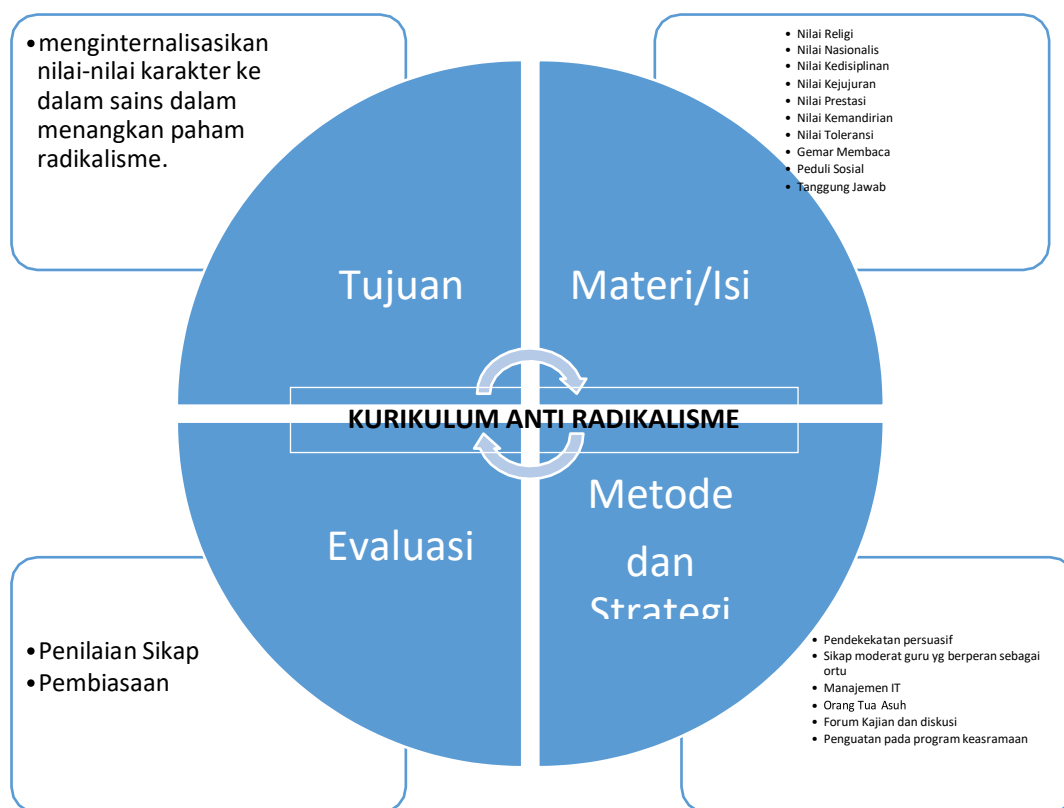 •menginternalisasikan
nilai-nilai karakter ke
dalam sains dalam
menangkan paham
radikalisme.
• Nilai Religi
• Nilai Nasionalis
• Nilai Kedisiplinan
• Nilai Kejujuran
• Nilai Prestasi
• Nilai Kemandirian
• Nilai Toleransi
• Gemar Membaca
• Peduli Sosial
• Tanggung Jawab
Tujuan
Materi/Isi
KURIKULUM ANTI RADIKALISME
Evaluasi
Metode
dan
Strategi
•Penilaian Sikap
•Pembiasaan
• Pendekekatan persuasif
• Sikap moderat guru yg berperan sebagai
ortu
• Manajemen IT
• Orang Tua Asuh
• Forum Kajian dan diskusi
• Penguatan pada program keasramaan